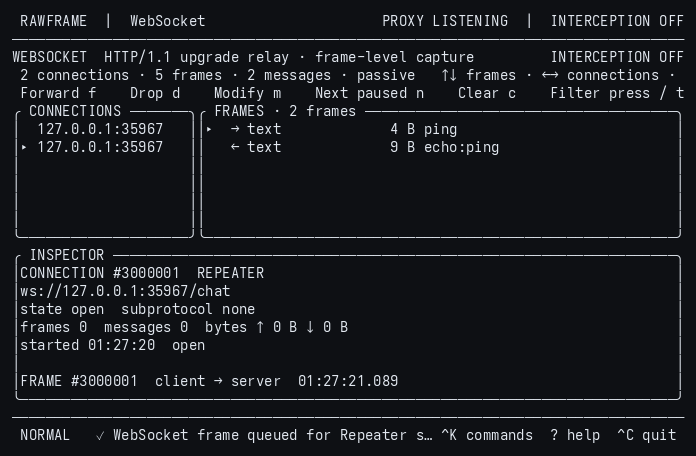 RAWFRAME | WebSocket PROXY LISTENING | INTERCEPTION OFF
WEBSOCKET HTTP/1.1 upgrade relay · frame-level capture INTERCEPTION OFF
2 connections · 5 frames · 2 messages · passive ↑↓ frames · ←→ connections ·
Forward f Drop d Modify m Next paused n Clear c Filter press / t
CONNECTIONS FRAMES · 2 frames
127.0.0.1:35967 ▸ → text 4 B ping
▸ 127.0.0.1:35967 ← text 9 B echo:ping
INSPECTOR
CONNECTION #3000001 REPEATER
ws://127.0.0.1:35967/chat
state open subprotocol none
frames 0 messages 0 bytes ↑ 0 B ↓ 0 B
started 01:27:20 open
FRAME #3000001 client → server 01:27:21.089
NORMAL ✓ WebSocket frame queued for Repeater s… ^K commands ? help ^C quit